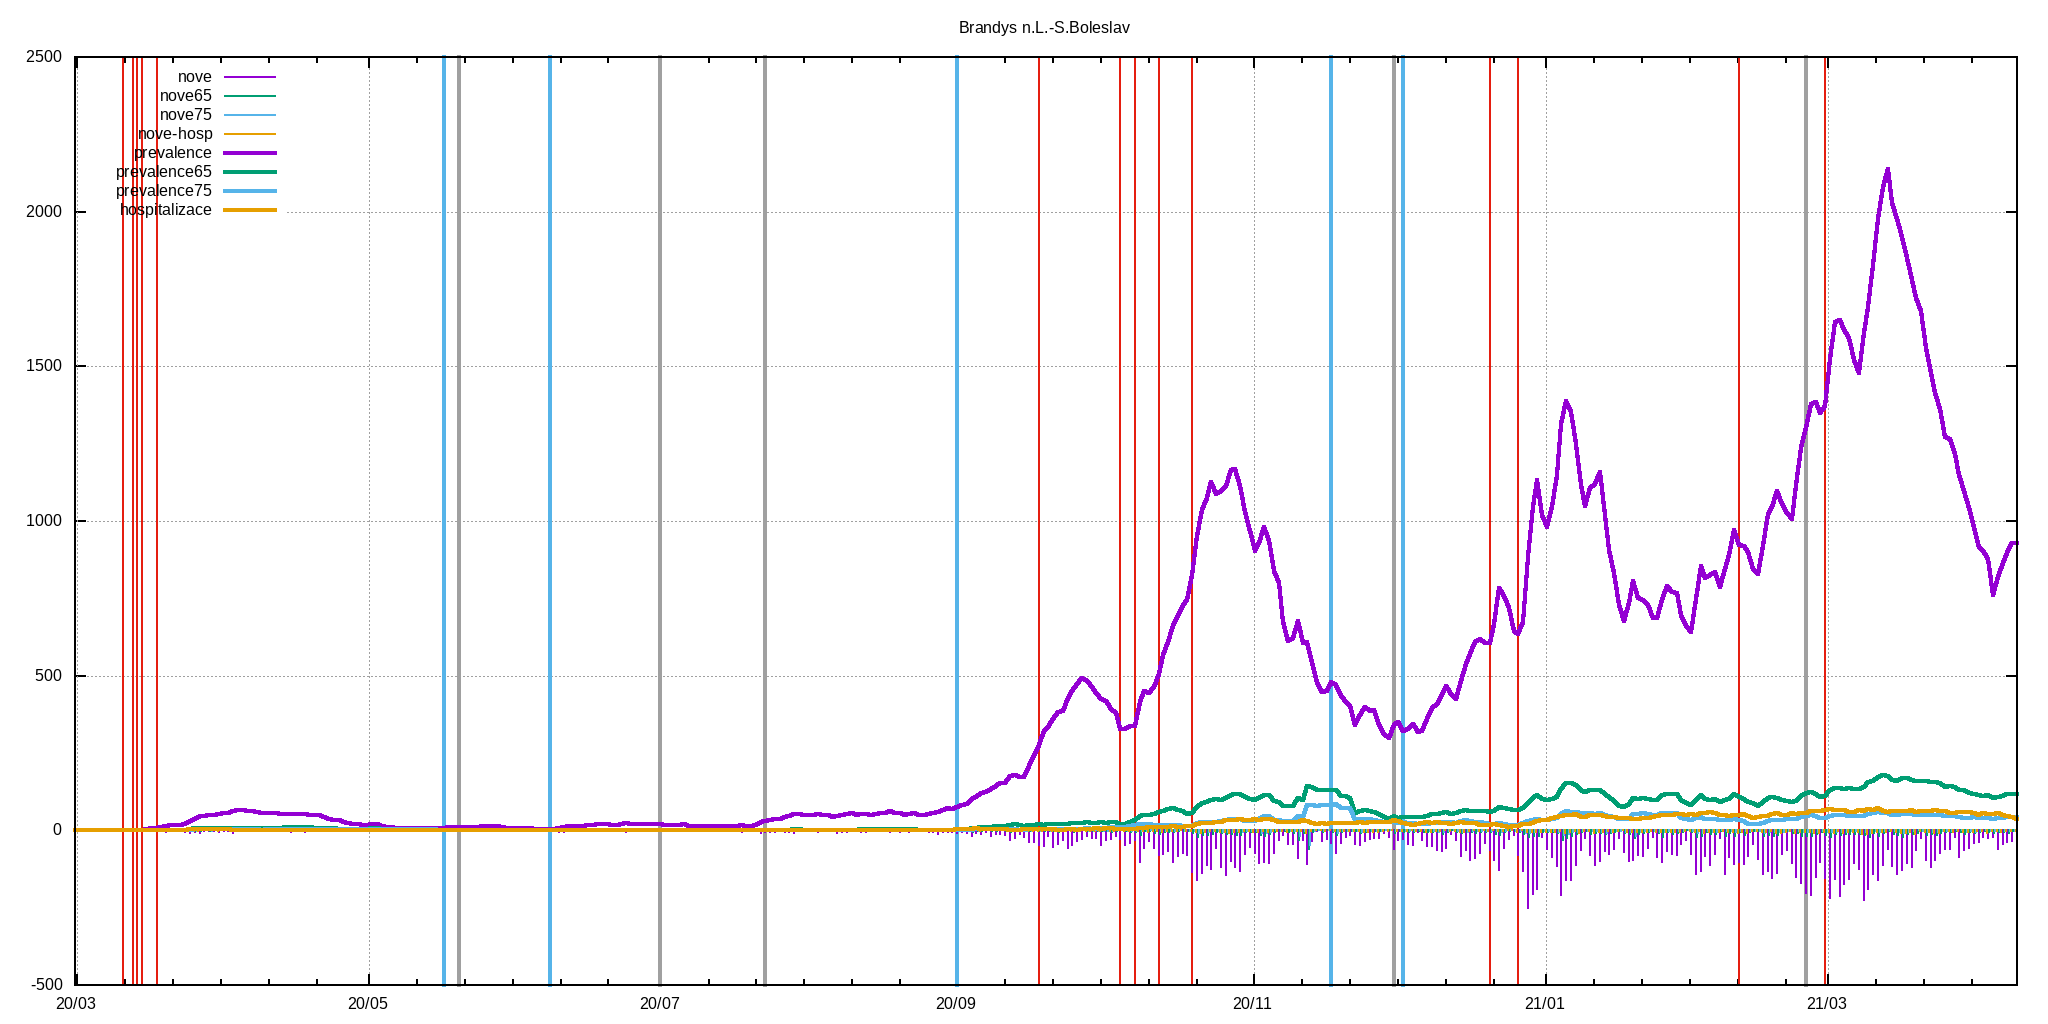 Brandys n.L.-S.Boleslav
2500
2000
1500
1000
500
0
-500
nove
nove65
nove75
nove-hosp
prevalence
prevalence65
prevalence75
hospitalizace
20/03 20/05 20/07 20/09 20/11 21/01 21/03